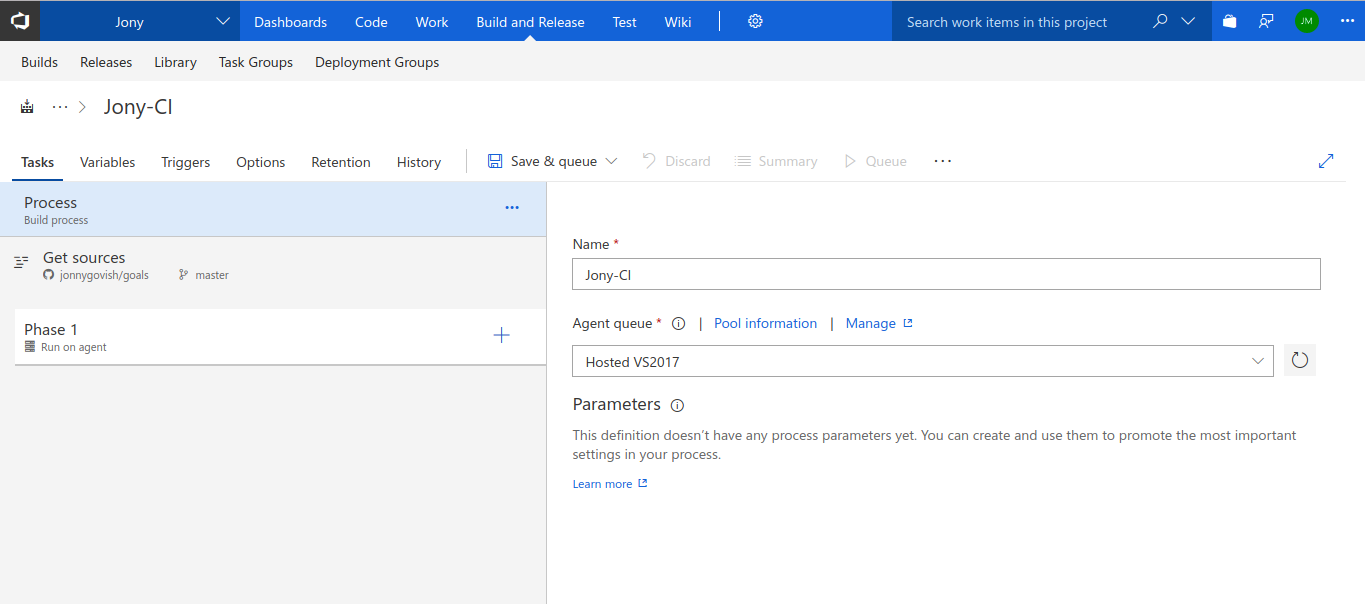 Jony Dashboards Code Work Build and Release Test Wiki Search work items in this project JM
Builds Releases Library Task Groups Deployment Groups
... > Jony-CI
Tasks Variables Triggers Options Retention History Save & queue Discard Summary Queue ...
Process ...
Build process
Get sources
jonnygovish/goals master
Phase 1
Run on agent
Name *
Jony-CI
Agent queue * | Pool information | Manage
Hosted VS2017
Parameters
This definition doesn't have any process parameters yet. You can create and use them to promote the most important
settings in your process.
Learn more